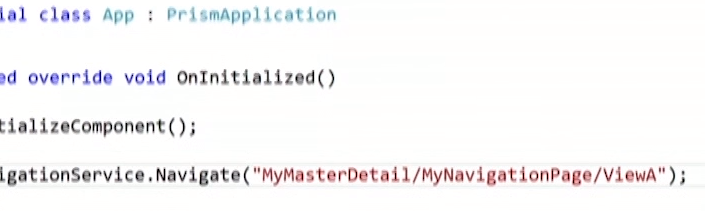 ial class App : PrismApplication
ed override void OnInitialized()
tializeComponent();
igationService.Navigate("MyMasterDetail/MyNavigationPage/ViewA");